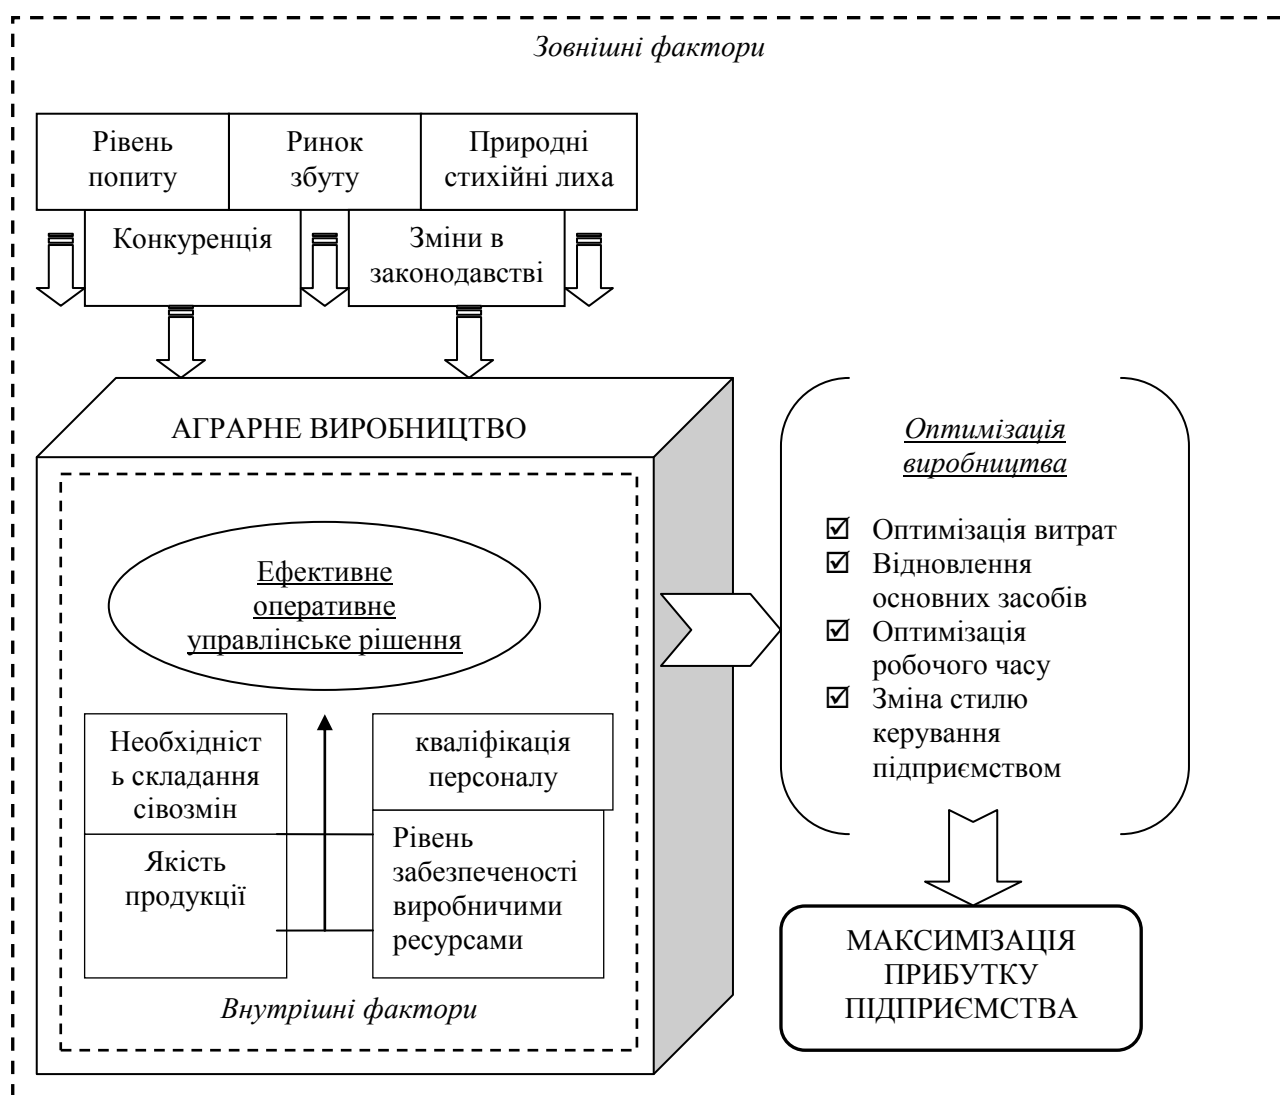 Зовнішні фактори
Рівень
попиту
Ринок
збуту
Природні
стихійні лиха
Конкуренція
Зміни в
законодавстві
АГРАРНЕ ВИРОБНИЦТВО
Ефективне
оперативне
управлінське рішення
Необхідніст
ь складання
сівозмін
Якість
продукції
кваліфікація
персоналу
Рівень
забезпеченості
виробничими
ресурсами
Внутрішні фактори
Оптимізація
виробництва
Оптимізація витрат
Відновлення
основних засобів
Оптимізація
робочого часу
Зміна стилю
керування
підприємством
МАКСИМІЗАЦІЯ
ПРИБУТКУ
ПІДПРИЄМСТВА